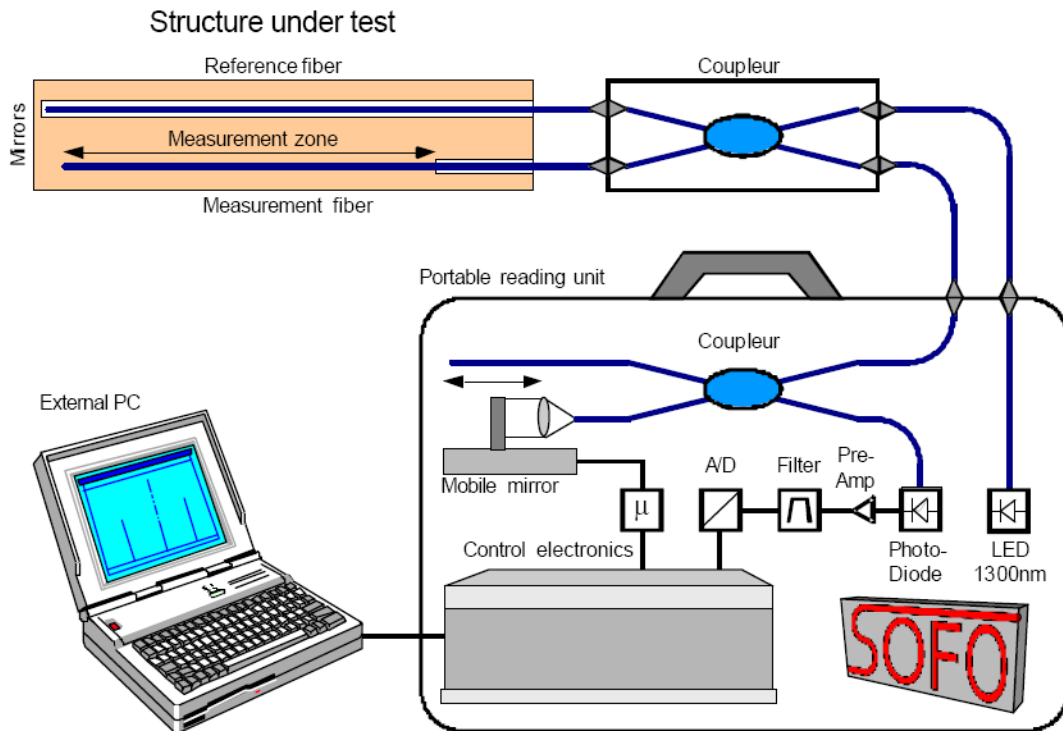 Structure under test
Reference fiber
Coupleur
Mirrors
Measurement zone
Measurement fiber
Portable reading unit
Coupleur
External PC
Mobile mirror
A/D
Filter
Pre-
Amp
μ
Control electronics
Photo-
Diode
LED
1300nm
SOFO